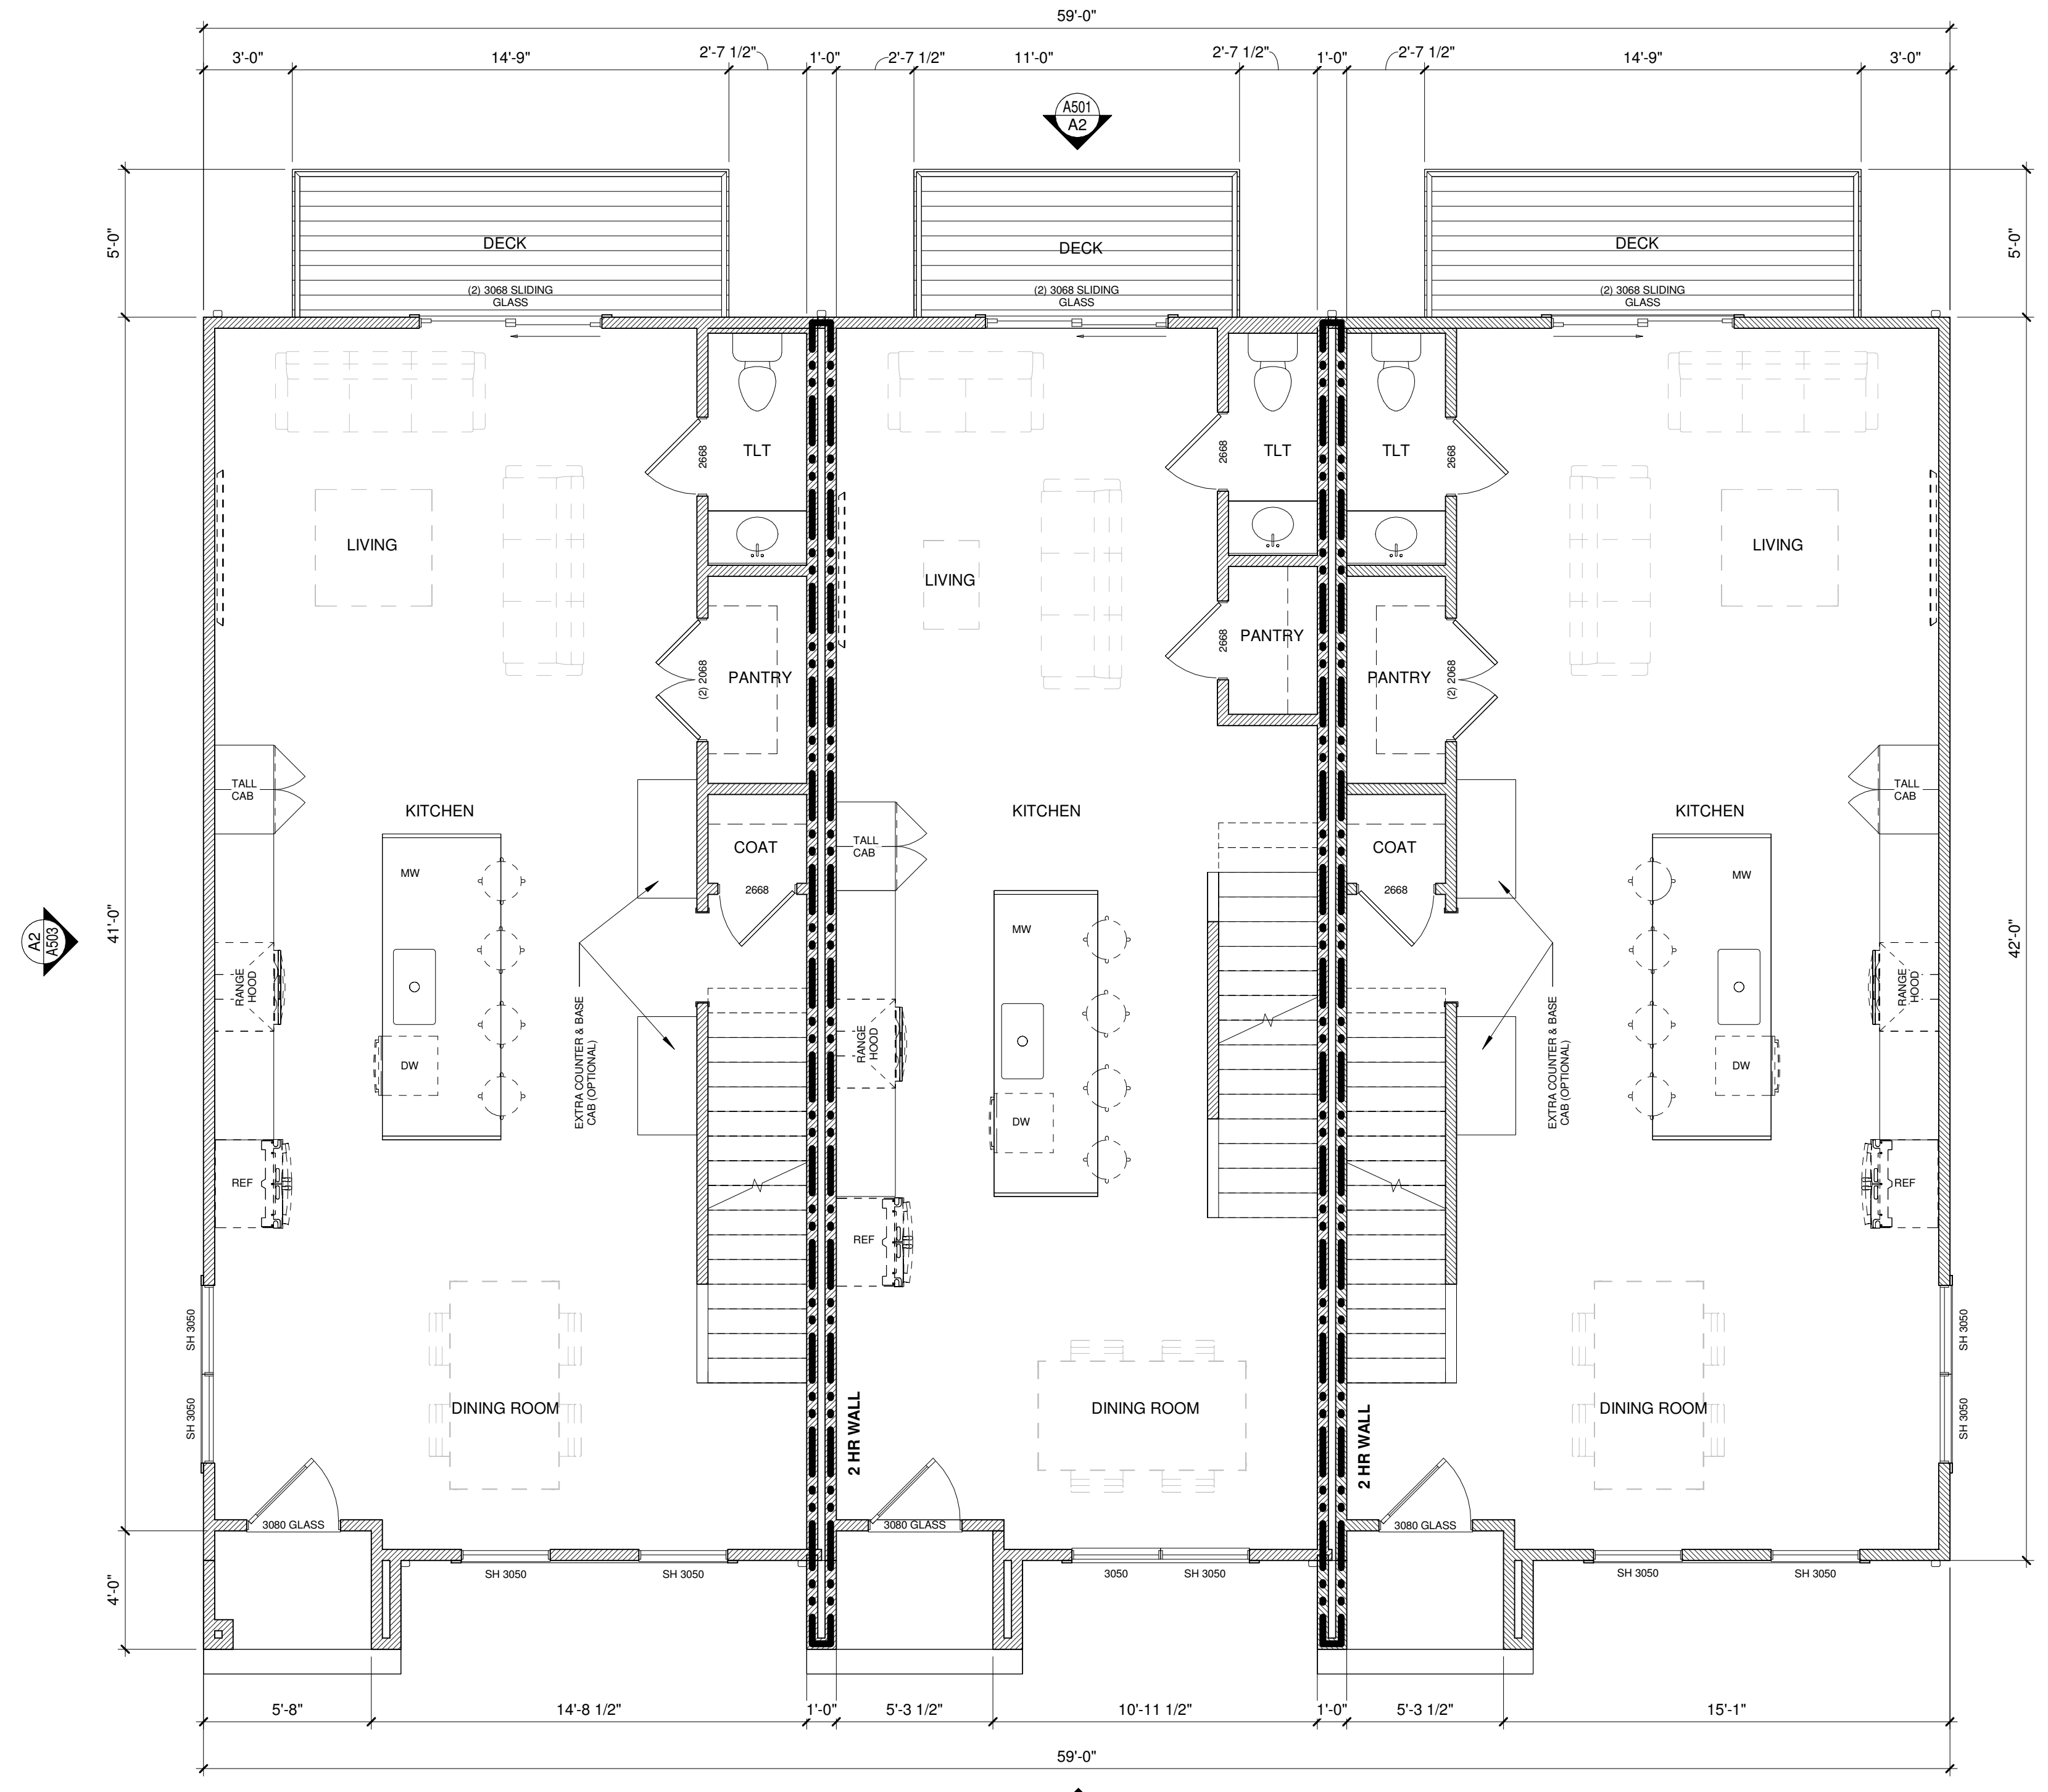 59'-0"
3'-0"
14'-9"
2'-7 1/2"
1'-0"
2'-7 1/2"
11'-0"
2'-7 1/2"
1'-0"
2'-7 1/2"
14'-9"
3'-0"
A501
A2
5'-0"
5'-0"
DECK
DECK
DECK
(2) 3068 SLIDING
GLASS
(2) 3068 SLIDING
GLASS
(2) 3068 SLIDING
GLASS
2668
TLT
2668
TLT
TLT
2668
LIVING
LIVING
LIVING
(2) 2068
PANTRY
2668
PANTRY
PANTRY
(2) 2068
TALL
CAB
KITCHEN
COAT
2668
TALL
CAB
KITCHEN
COAT
2668
KITCHEN
TALL
CAB
MW
MW
MW
A2
A503
41'-0"
42'-0"
RANGE
HOOD
RANGE
HOOD
RANGE
HOOD
DW
DW
DW
EXTRA COUNTER & BASE
CAB (OPTIONAL)
EXTRA COUNTER & BASE
CAB (OPTIONAL)
REF
REF
REF
SH 3050
SH 3050
SH 3050
SH 3050
DINING ROOM
DINING ROOM
DINING ROOM
2 HR WALL
2 HR WALL
3080 GLASS
3080 GLASS
3080 GLASS
SH 3050
SH 3050
3050
SH 3050
SH 3050
SH 3050
4'-0"
5'-8"
14'-8 1/2"
1'-0"
5'-3 1/2"
10'-11 1/2"
1'-0"
5'-3 1/2"
15'-1"
59'-0"